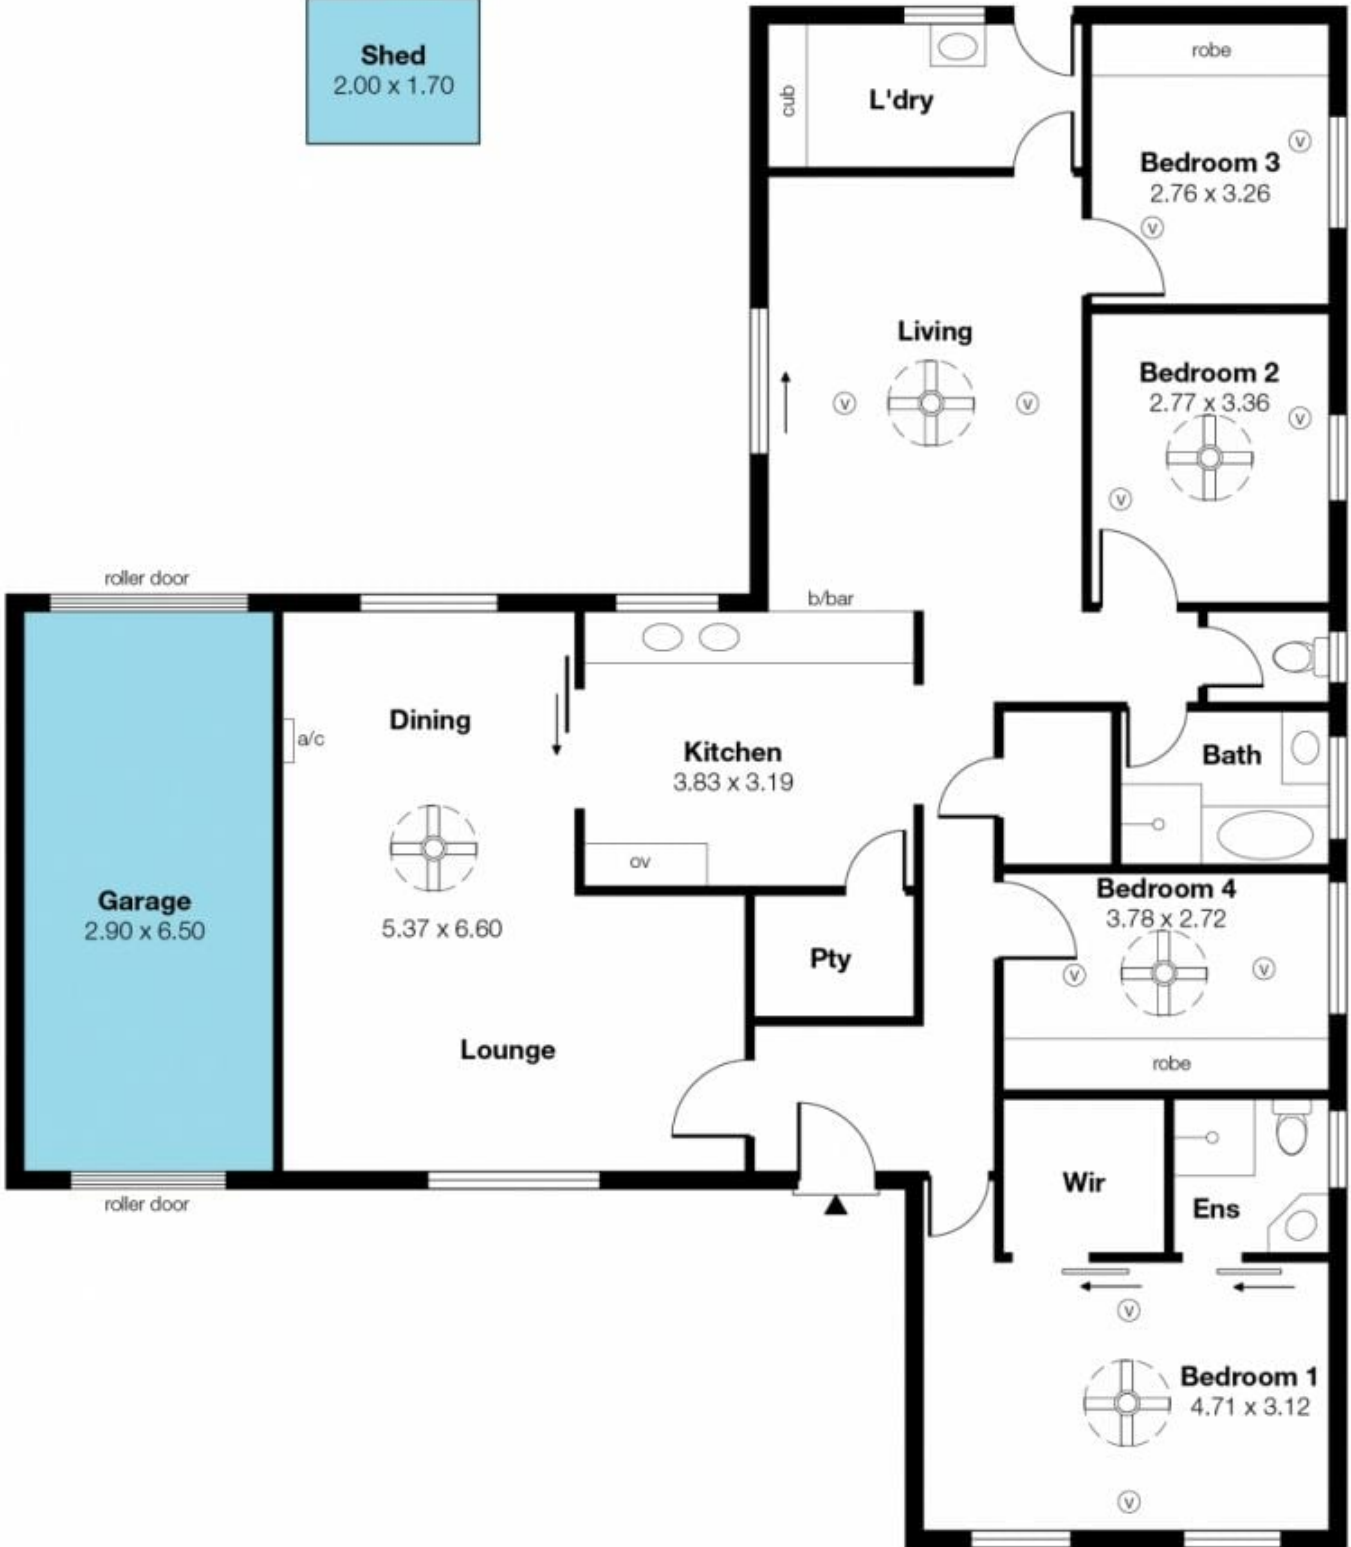 Shed
2.00 x 1.70
cub
L'dry
robe
Bedroom 3
2.76 x 3.26
v
v
Living
v
v
Bedroom 2
2.77 x 3.36
v
v
roller door
b/bar
Dining
a/c
Kitchen
3.83 x 3.19
Bath
ov
Garage
2.90 x 6.50
5.37 x 6.60
Pty
Bedroom 4
3.78 x 2.72
v
v
robe
Lounge
roller door
Wir
Ens
v
Bedroom 1
4.71 x 3.12
v